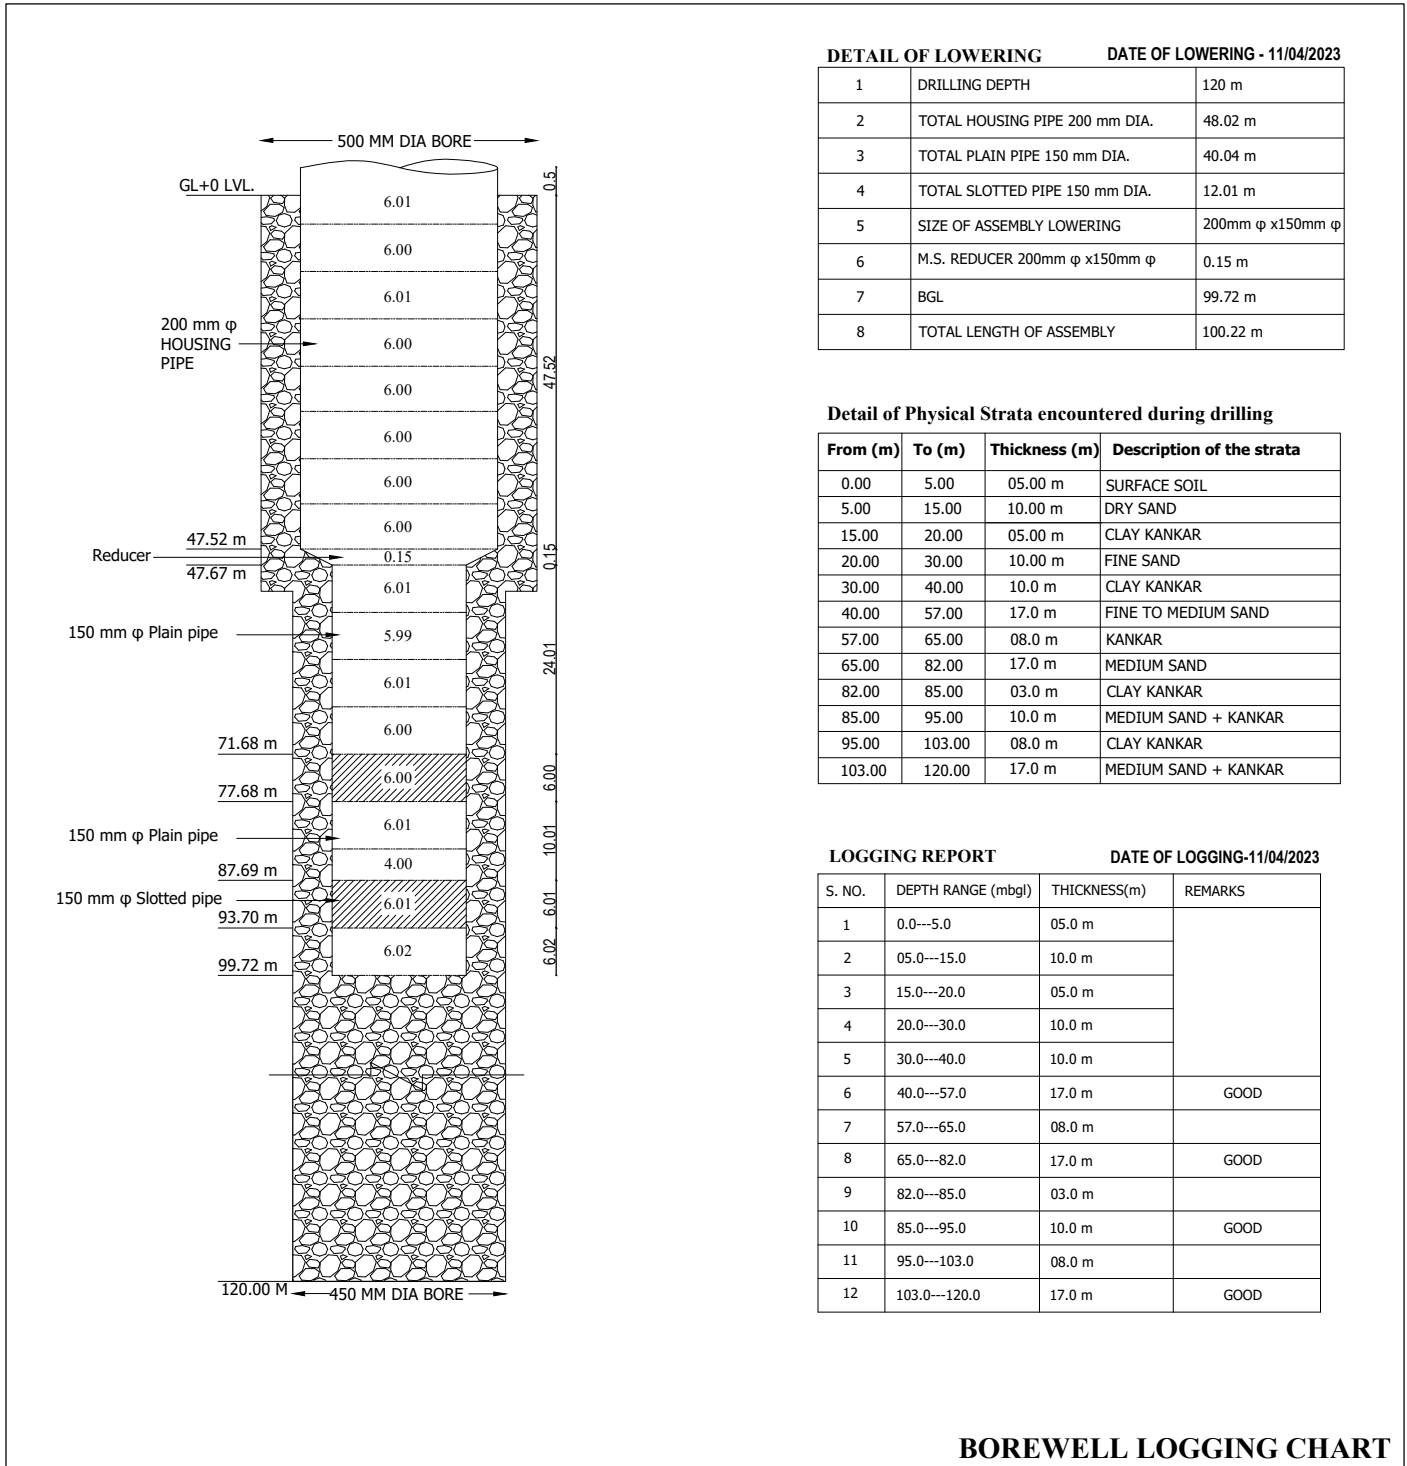 500 MM DIA BORE
GL+0 LVL.
0.5
6.01
6.00
6.01
200 mm φ
HOUSING
PIPE
6.00
47.52
6.00
6.00
6.00
6.00
47.52 m
Reducer
0.15
0.15
47.67 m
6.01
150 mm φ Plain pipe
5.99
24.01
6.01
6.00
71.68 m
6.00
6.00
77.68 m
6.01
150 mm φ Plain pipe
10.01
4.00
87.69 m
150 mm φ Slotted pipe
6.01
6.01
93.70 m
6.02
6.02
99.72 m
120.00 M
450 MM DIA BORE
DETAIL OF LOWERING DATE OF LOWERING - 11/04/2023
1 DRILLING DEPTH 120 m
2 TOTAL HOUSING PIPE 200 mm DIA. 48.02 m
3 TOTAL PLAIN PIPE 150 mm DIA. 40.04 m
4 TOTAL SLOTTED PIPE 150 mm DIA. 12.01 m
5 SIZE OF ASSEMBLY LOWERING 200mm φ x150mm φ
6 M.S. REDUCER 200mm φ x150mm φ 0.15 m
7 BGL 99.72 m
8 TOTAL LENGTH OF ASSEMBLY 100.22 m
Detail of Physical Strata encountered during drilling
From (m) To (m) Thickness (m) Description of the strata
0.00 5.00 05.00 m SURFACE SOIL
5.00 15.00 10.00 m DRY SAND
15.00 20.00 05.00 m CLAY KANKAR
20.00 30.00 10.00 m FINE SAND
30.00 40.00 10.0 m CLAY KANKAR
40.00 57.00 17.0 m FINE TO MEDIUM SAND
57.00 65.00 08.0 m KANKAR
65.00 82.00 17.0 m MEDIUM SAND
82.00 85.00 03.0 m CLAY KANKAR
85.00 95.00 10.0 m MEDIUM SAND + KANKAR
95.00 103.00 08.0 m CLAY KANKAR
103.00 120.00 17.0 m MEDIUM SAND + KANKAR
LOGGING REPORT DATE OF LOGGING-11/04/2023
S. NO. DEPTH RANGE (mbgl) THICKNESS(m) REMARKS
1 0.0---5.0 05.0 m
2 05.0---15.0 10.0 m
3 15.0---20.0 05.0 m
4 20.0---30.0 10.0 m
5 30.0---40.0 10.0 m
6 40.0---57.0 17.0 m GOOD
7 57.0---65.0 08.0 m
8 65.0---82.0 17.0 m GOOD
9 82.0---85.0 03.0 m
10 85.0---95.0 10.0 m GOOD
11 95.0---103.0 08.0 m
12 103.0---120.0 17.0 m GOOD
BOREWELL LOGGING CHART